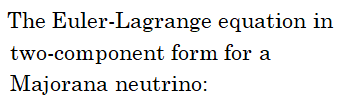 The Euler-Lagrange equation in
two-component form for a
Majorana neutrino: